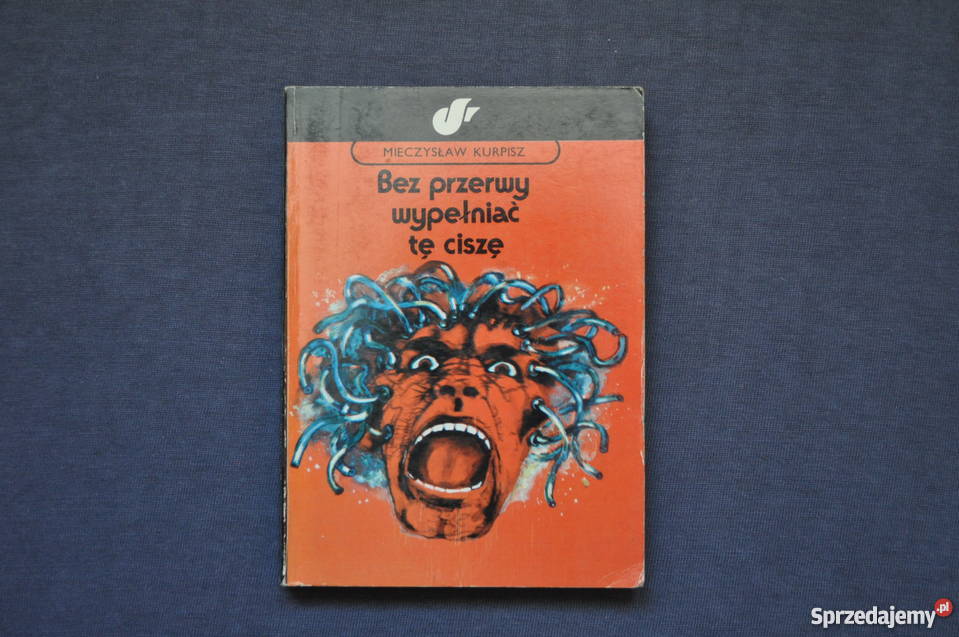 MIECZYSŁAW KURPISZ
Bez przerwy
wypełniać
tę ciszę
Sprzedajemy.pl